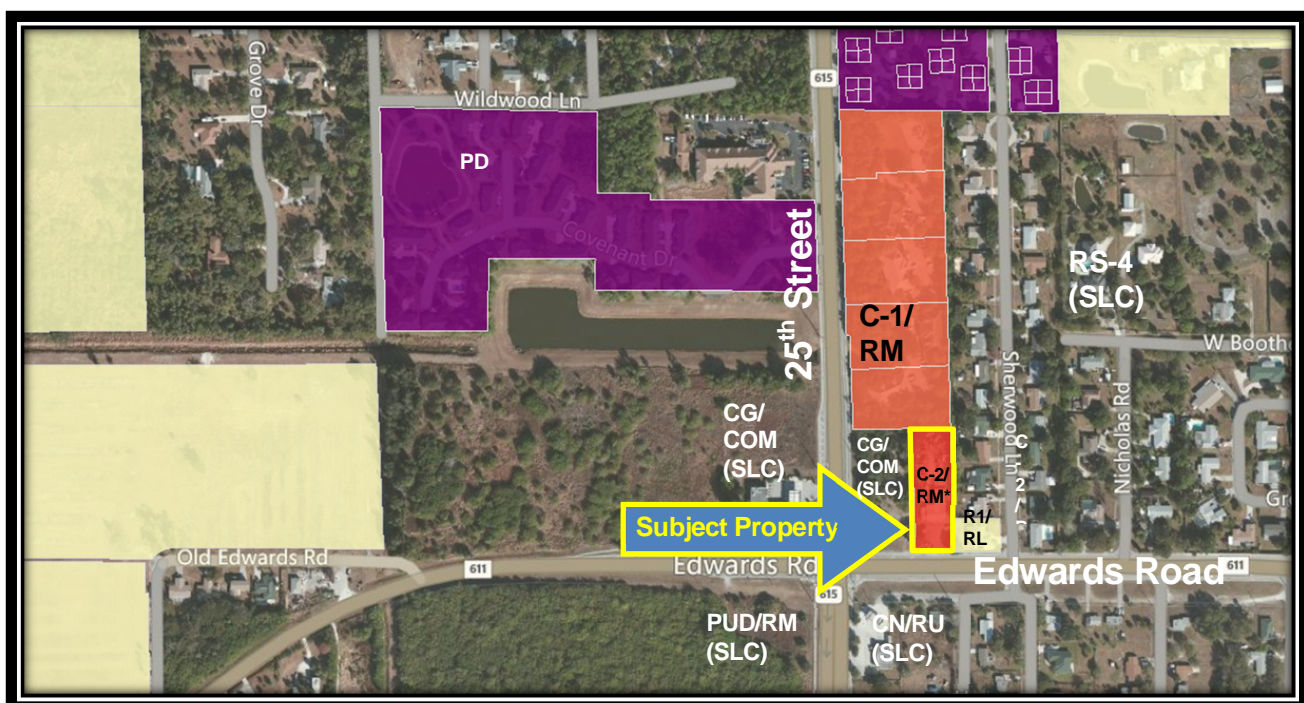 Grove Dr
Wildwood Ln
615
PD
Covenant Dr
25th Street
C-1/
RM
RS-4
(SLC)
W Booth
Sherwood Ln
Nicholas Rd
CG/
COM
(SLC)
CG/
COM
(SLC)
C-2/
RM*
C-2/
Subject Property
R1/
RL
Gr
Old Edwards Rd
611
Edwards Rd
Edwards Road
611
615
PUD/RM
(SLC)
CN/RU
(SLC)